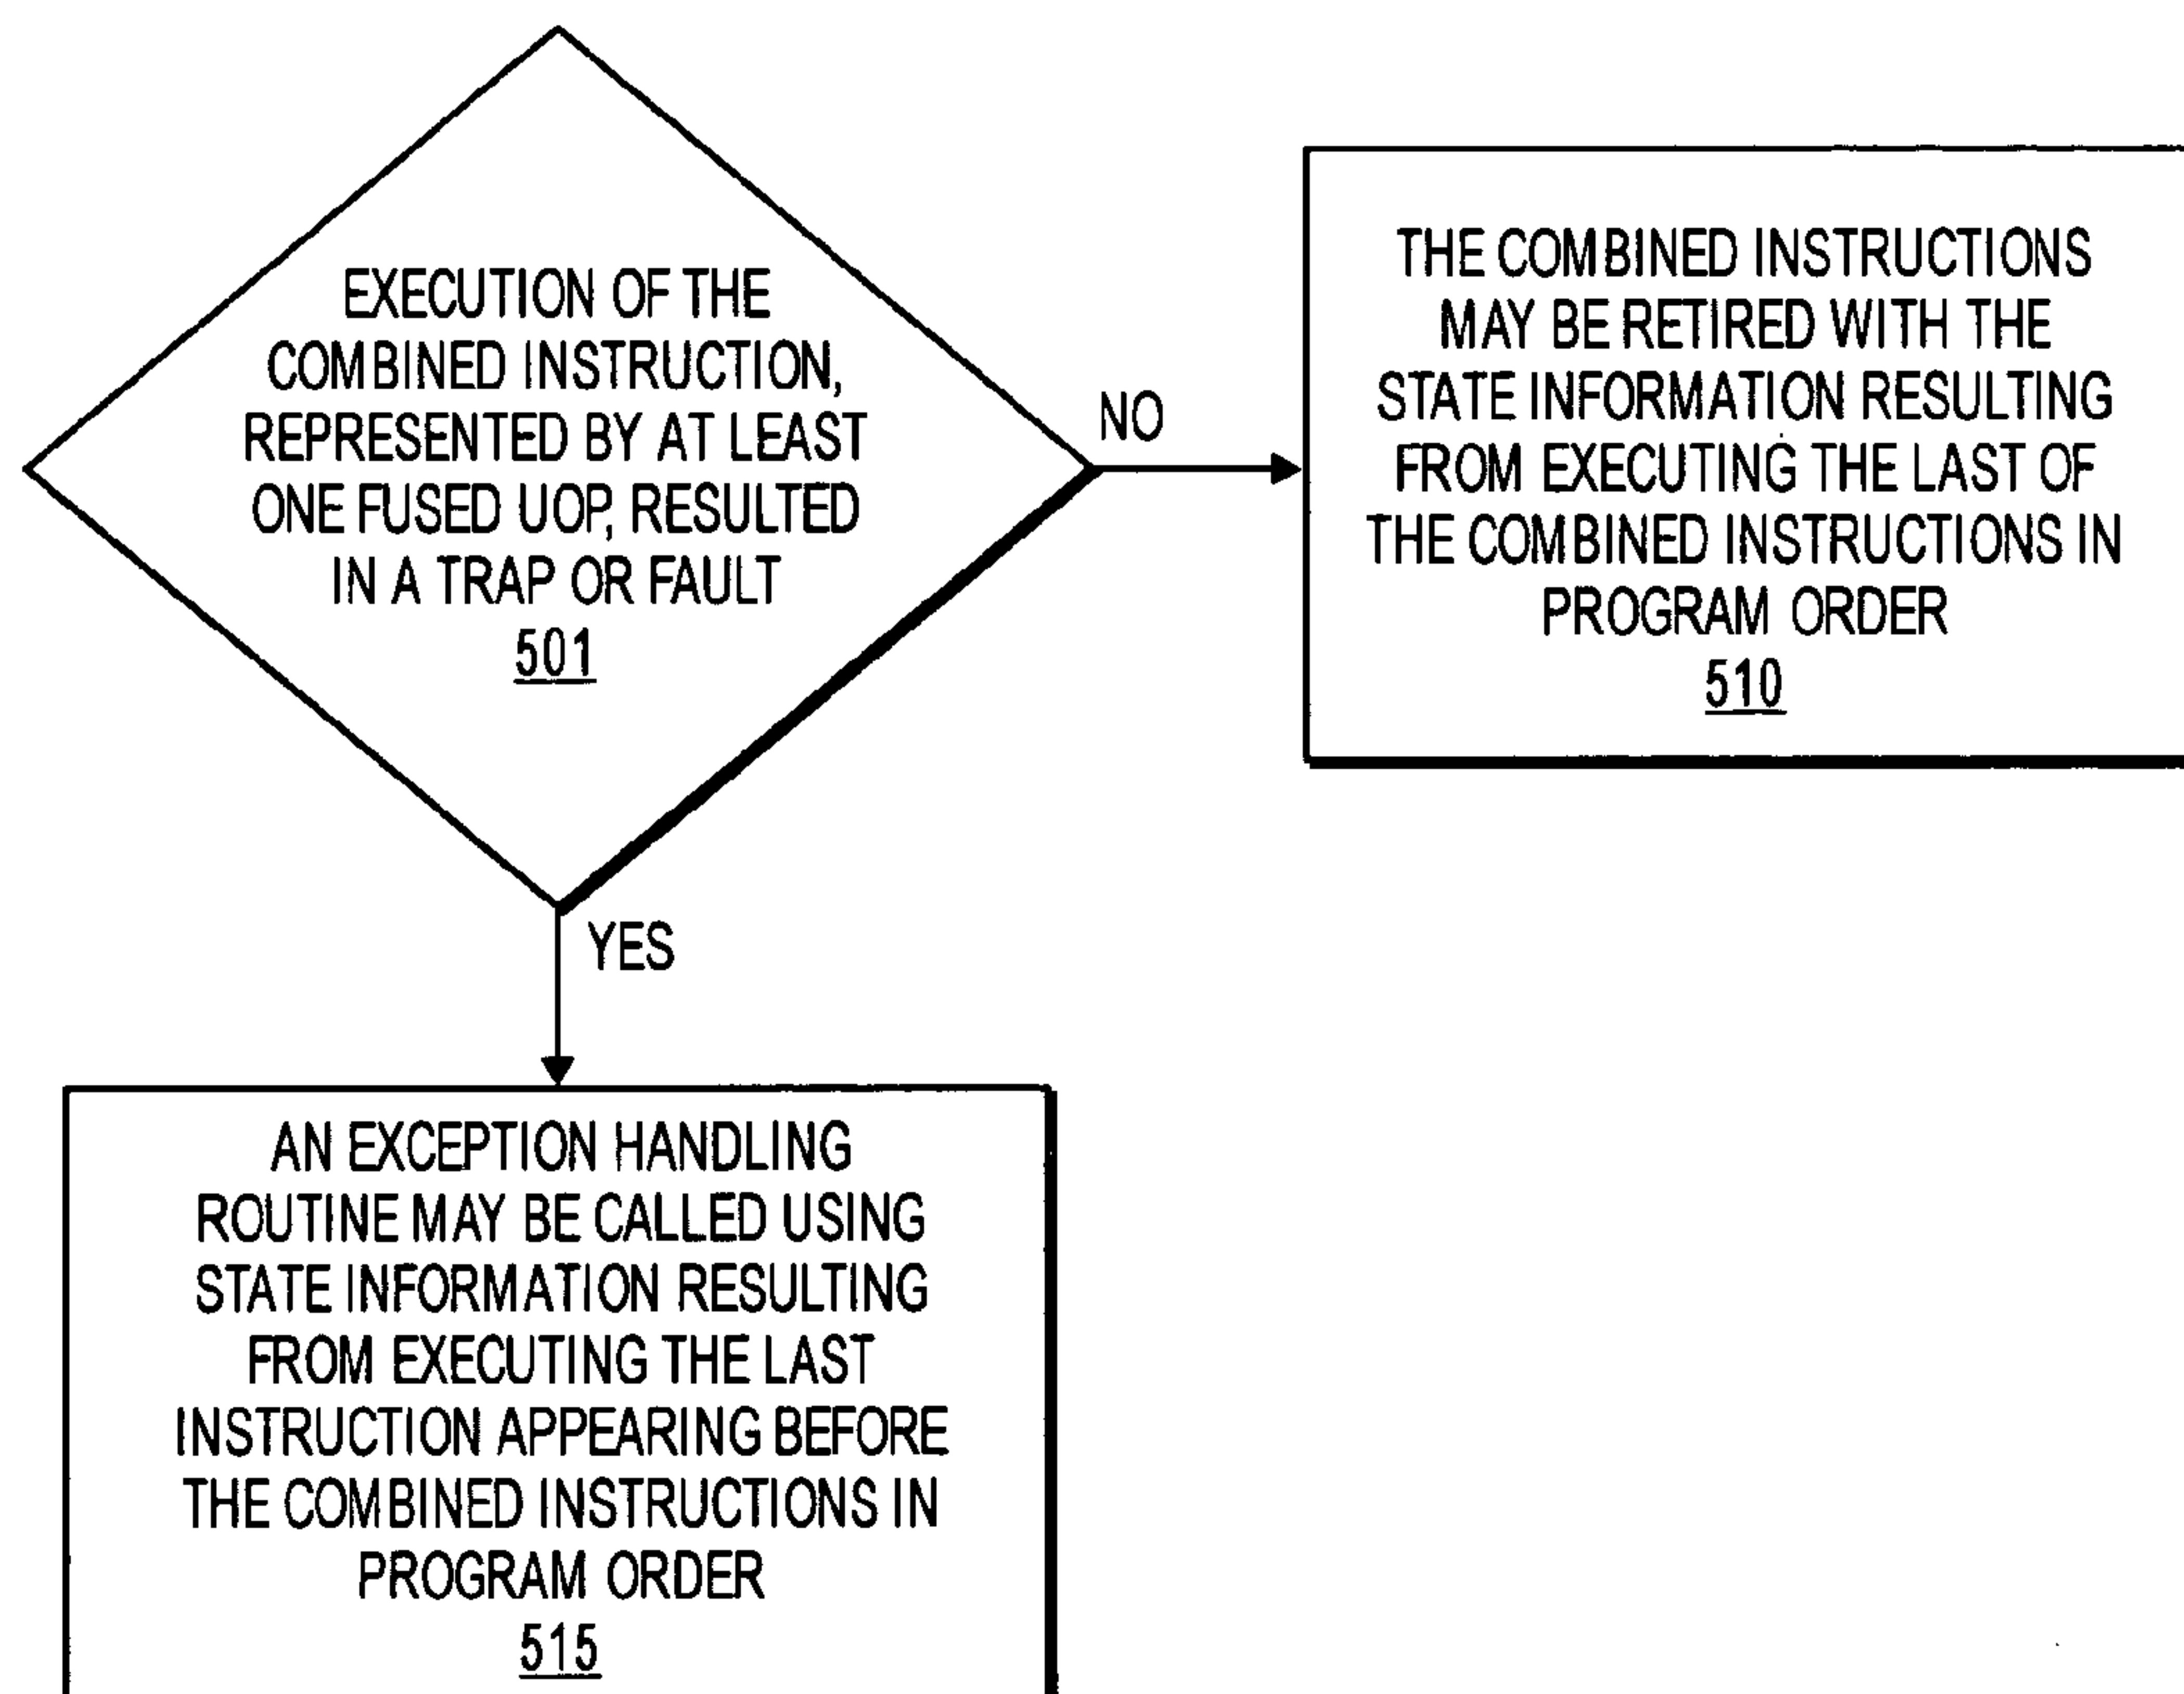 EXECUTION OF THE
COMBINED INSTRUCTION,
REPRESENTED BY AT LEAST
ONE FUSED UOP, RESULTED
IN A TRAP OR FAULT
501
NO
THE COMBINED INSTRUCTIONS
MAY BE RETIRED WITH THE
STATE INFORMATION RESULTING
FROM EXECUTING THE LAST OF
THE COMBINED INSTRUCTIONS IN
PROGRAM ORDER
510
YES
AN EXCEPTION HANDLING
ROUTINE MAY BE CALLED USING
STATE INFORMATION RESULTING
FROM EXECUTING THE LAST
INSTRUCTION APPEARING BEFORE
THE COMBINED INSTRUCTIONS IN
PROGRAM ORDER
515